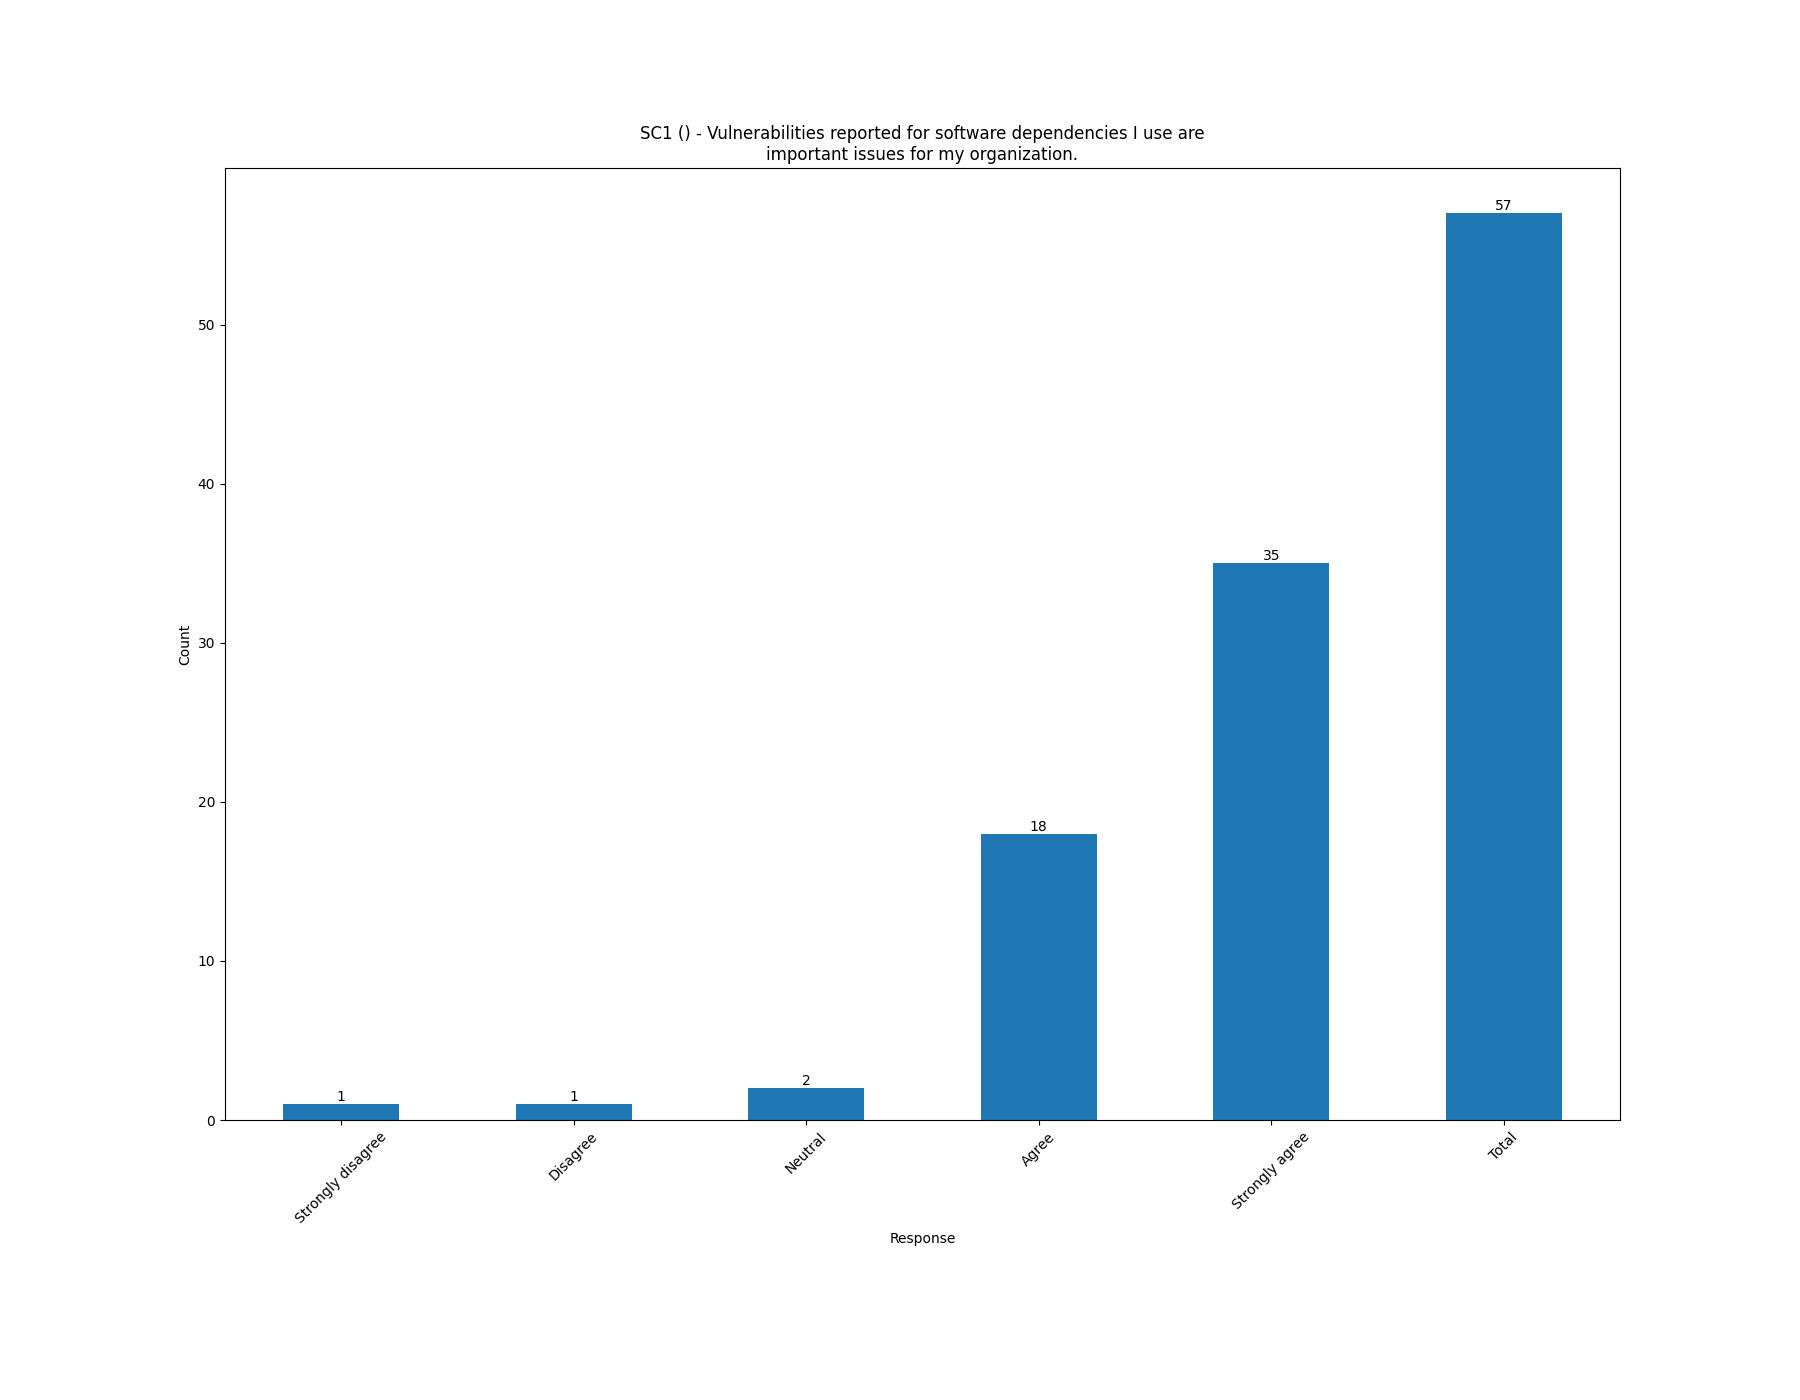 SC1 () - Vulnerabilities reported for software dependencies I use are
important issues for my organization.
57
50
40
35
30
Count
20
18
10
2
1
1
0
Strongly disagree
Disagree
Neutral
Agree
Strongly agree
Total
Response